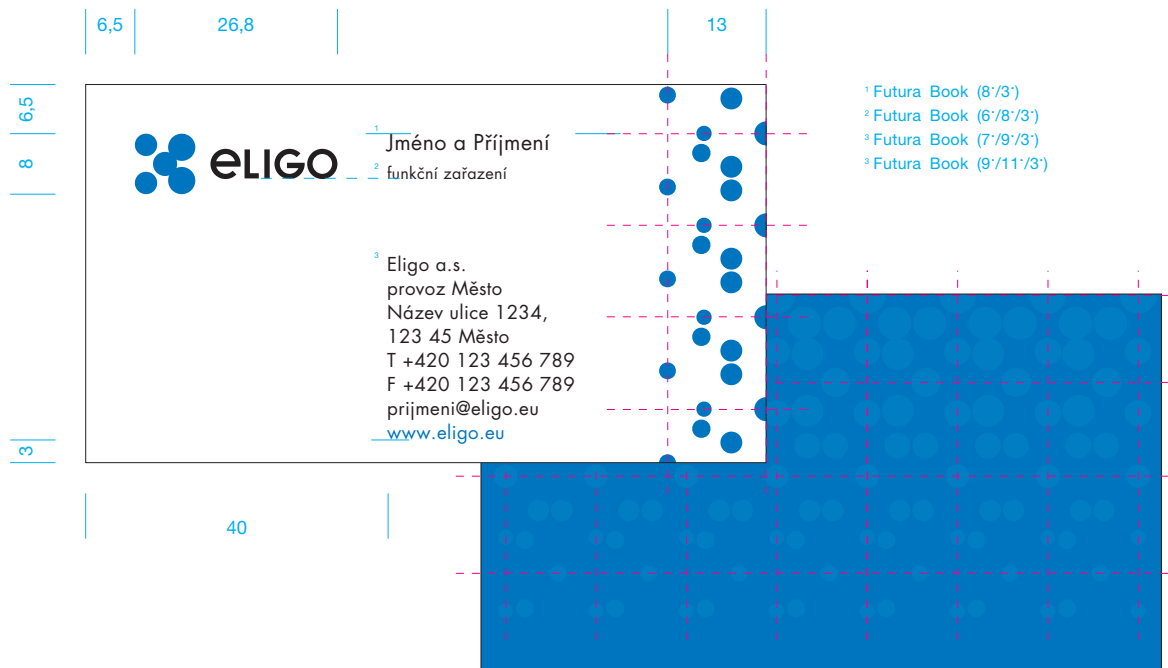 6,5
26,8
13
6,5
8
3
40
eLIGO
1
Jméno a Příjmení
2
funkční zařazení
3
Eligo a.s.
provoz Město
Název ulice 1234,
123 45 Město
T +420 123 456 789
F +420 123 456 789
prijmeni@eligo.eu
www.eligo.eu
¹ Futura Book (8˚/3˚)
² Futura Book (6˚/8˚/3˚)
³ Futura Book (7˚/9˚/3˚)
³ Futura Book (9˚/11˚/3˚)